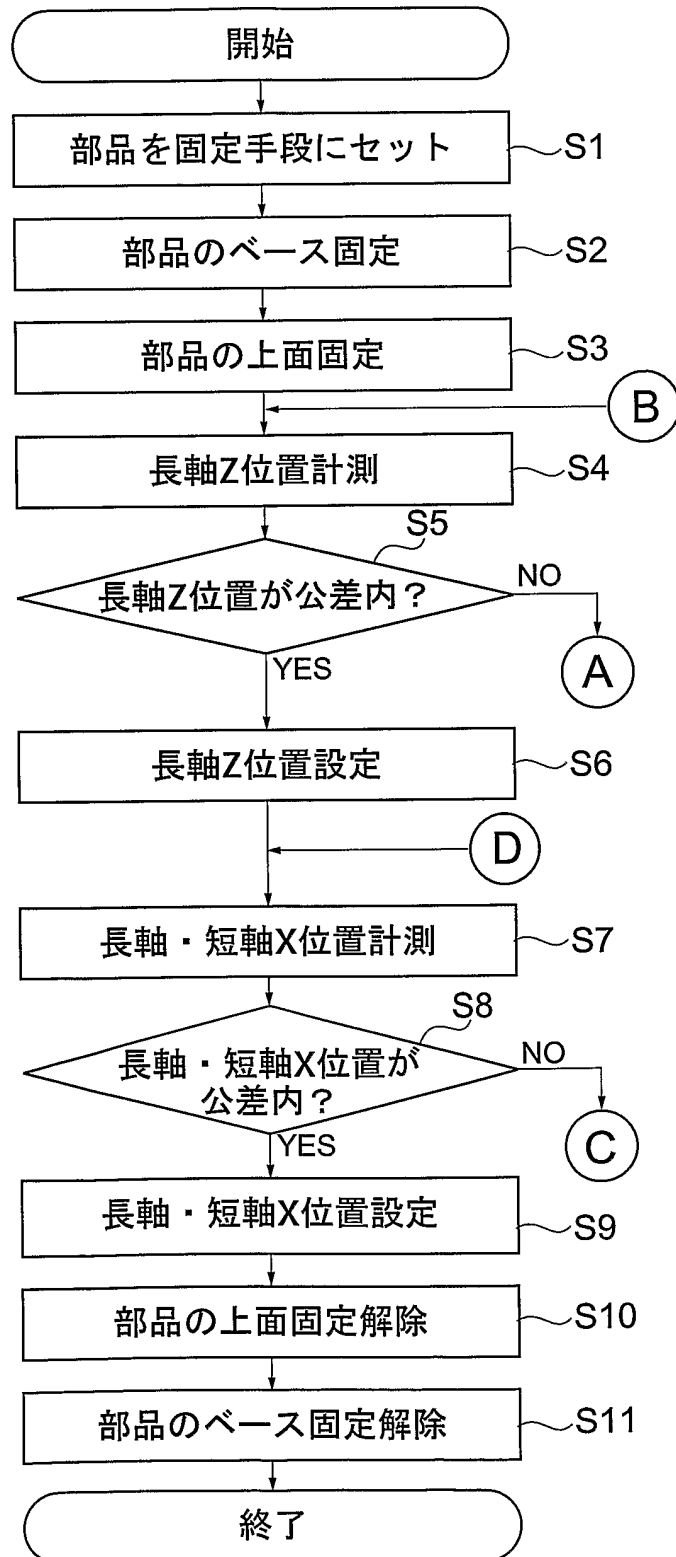 開始
部品を固定手段にセット
S1
部品のベース固定
S2
部品の上面固定
S3
B
長軸Z位置計測
S4
S5
長軸Z位置が公差内？
NO
A
YES
長軸Z位置設定
S6
D
長軸・短軸X位置計測
S7
S8
長軸・短軸X位置が
公差内？
NO
C
YES
長軸・短軸X位置設定
S9
部品の上面固定解除
S10
部品のベース固定解除
S11
終了